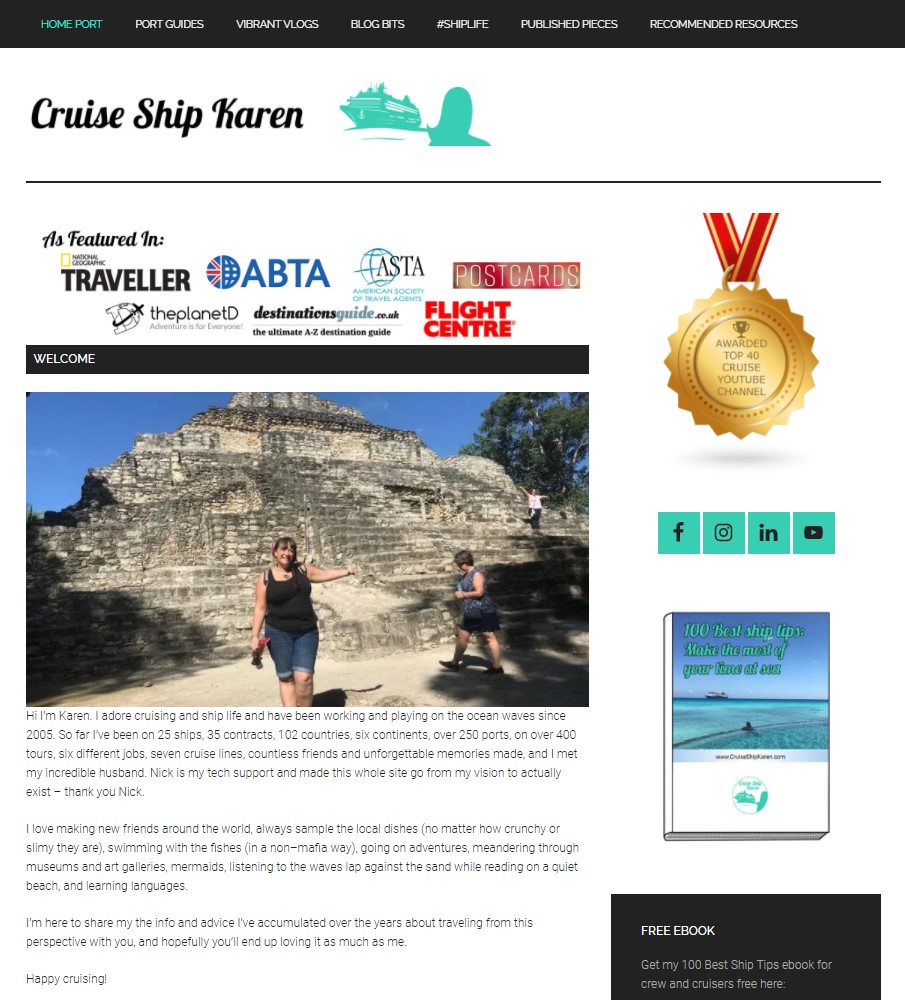 HOME PORT PORT GUIDES VIBRANT VLOGS BLOG BITS #SHIPLIFE PUBLISHED PIECES RECOMMENDED RESOURCES
Cruise Ship Karen
As Featured In:
NATIONAL GEOGRAPHIC
TRAVELLER
ABTA
ASTA
AMERICAN SOCIETY
OF TRAVEL AGENTS
POSTCARDS
theplanetD
Adventure is for Everyone!
destinationsguide.co.uk
the ultimate A-Z destination guide
FLIGHT
CENTRE
WELCOME
Hi I'm Karen. I adore cruising and ship life and have been working and playing on the ocean waves since
2005. So far I've been on 25 ships, 35 contracts, 102 countries, six continents, over 250 ports, on over 400
tours, six different jobs, seven cruise lines, countless friends and unforgettable memories made, and I met
my incredible husband. Nick is my tech support and made this whole site go from my vision to actually
exist – thank you Nick.
I love making new friends around the world, always sample the local dishes (no matter how crunchy or
slimy they are), swimming with the fishes (in a non-mafia way), going on adventures, meandering through
museums and art galleries, mermaids, listening to the waves lap against the sand while reading on a quiet
beach, and learning languages.
I'm here to share my the info and advice I've accumulated over the years about traveling from this
perspective with you, and hopefully you'll end up loving it as much as me.
Happy cruising!
AWARDED
TOP 40
CRUISE
YOUTUBE
CHANNEL
100 Best ship tips:
Make the most of
your time at sea
www.CruiseShipKaren.com
FREE EBOOK
Get my 100 Best Ship Tips ebook for
crew and cruisers free here: